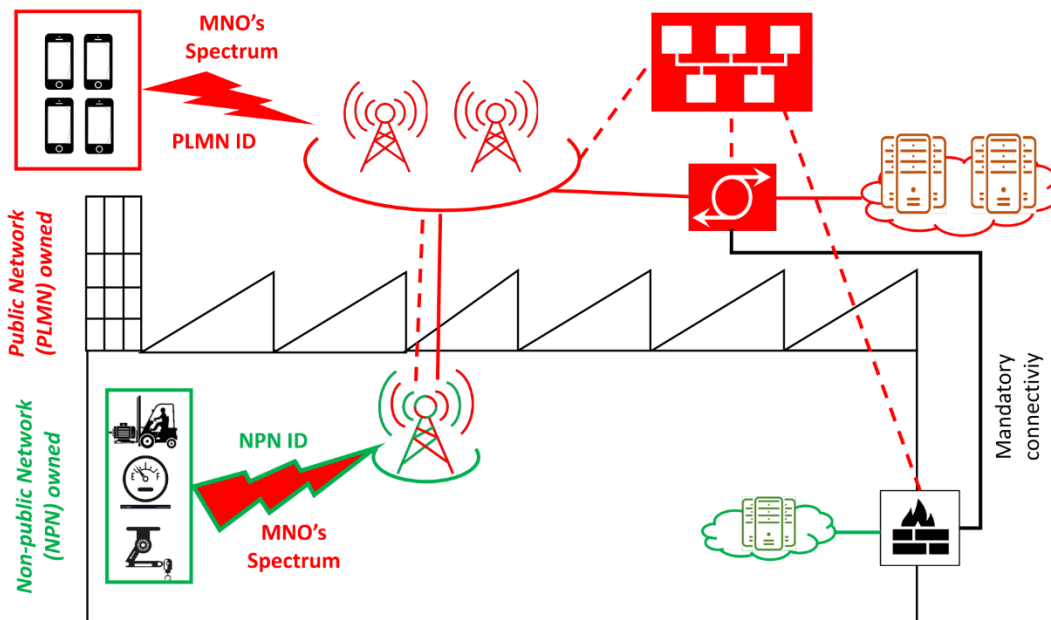 MNO's
Spectrum
PLMN ID
Public Network
(PLMN) owned
Non-public Network
(NPN) owned
NPN ID
MNO's
Spectrum
Mandatory
connectiviy